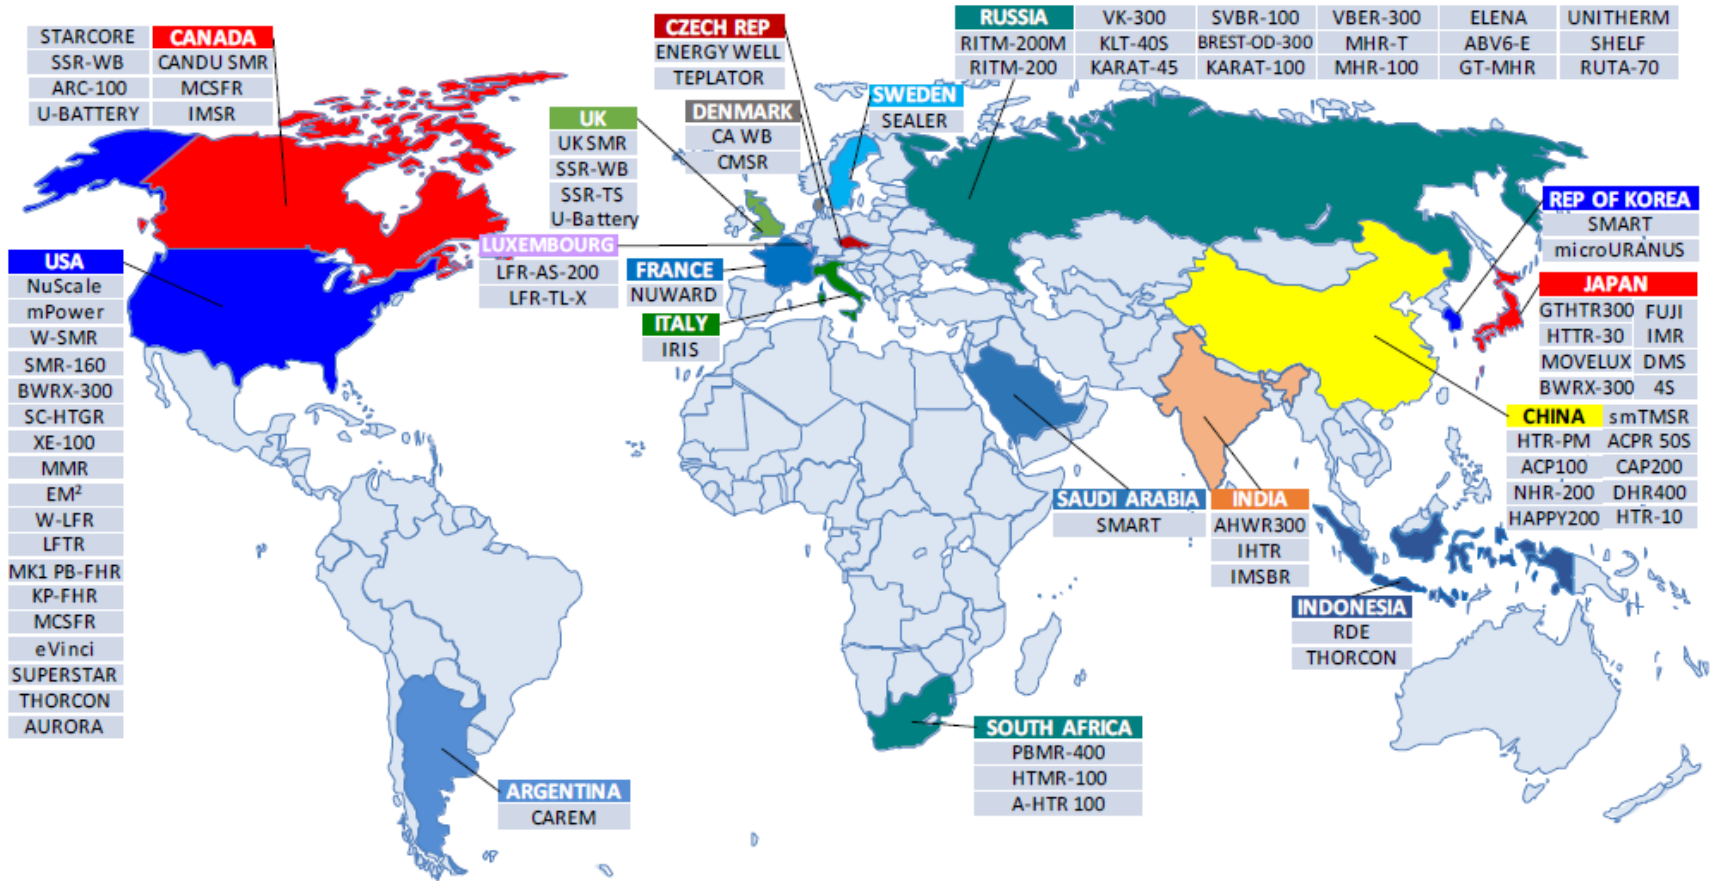 STARCORE CANADA
SSR-WB CANDU SMR
ARC-100 MCSFR
U-BATTERY IMSR
USA
NuScale
mPower
W-SMR
SMR-160
BWRX-300
SC-HTGR
XE-100
MMR
EM²
W-LFR
LFTR
MK1 PB-FHR
KP-FHR
MCSFR
eVinci
SUPERSTAR
THORCON
AURORA
ARGENTINA
CAREM
UK
UK SMR
SSR-WB
SSR-TS
U-Battery
LUXEMBOURG
LFR-AS-200
LFR-TL-X
CZECH REP
ENERGY WELL
TEPLATOR
DENMARK
CA WB
CMSR
SWEDEN
SEALER
FRANCE
NUWARD
ITALY
IRIS
RUSSIA VK-300 SVBR-100 VBER-300 ELENA UNITHERM
RITM-200M KLT-40S BREST-OD-300 MHR-T ABV6-E SHELF
RITM-200 KARAT-45 KARAT-100 MHR-100 GT-MHR RUTA-70
REP OF KOREA
SMART
microURANUS
JAPAN
GTHTR300 FUJI
HTTR-30 IMR
MOVELUX DMS
BWRX-300 4S
CHINA smTMSR
HTR-PM ACPR 50S
ACP100 CAP200
NHR-200 DHR400
HAPPY200 HTR-10
SAUDI ARABIA
SMART
INDIA
AHWR300
IHTR
IMSBR
INDONESIA
RDE
THORCON
SOUTH AFRICA
PBMR-400
HTMR-100
A-HTR 100